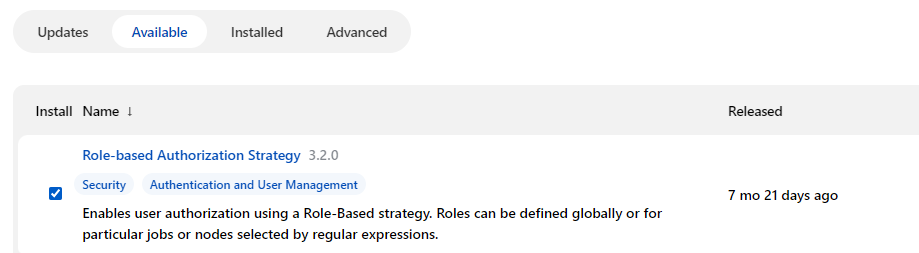 Updates Available Installed Advanced
Install Name ↓ Released
Role-based Authorization Strategy 3.2.0
Security Authentication and User Management
7 mo 21 days ago
Enables user authorization using a Role-Based strategy. Roles can be defined globally or for
particular jobs or nodes selected by regular expressions.